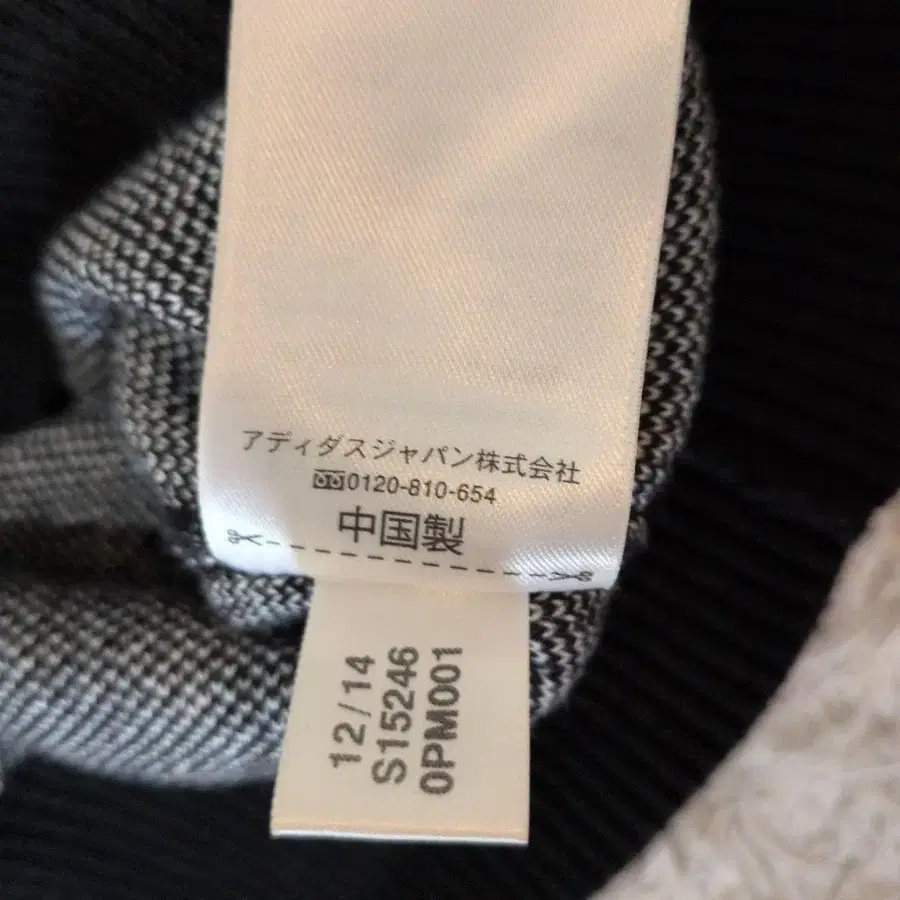 アディダスジャパン株式会社
0120-810-654
中国製
12/14
S15246
0PM001